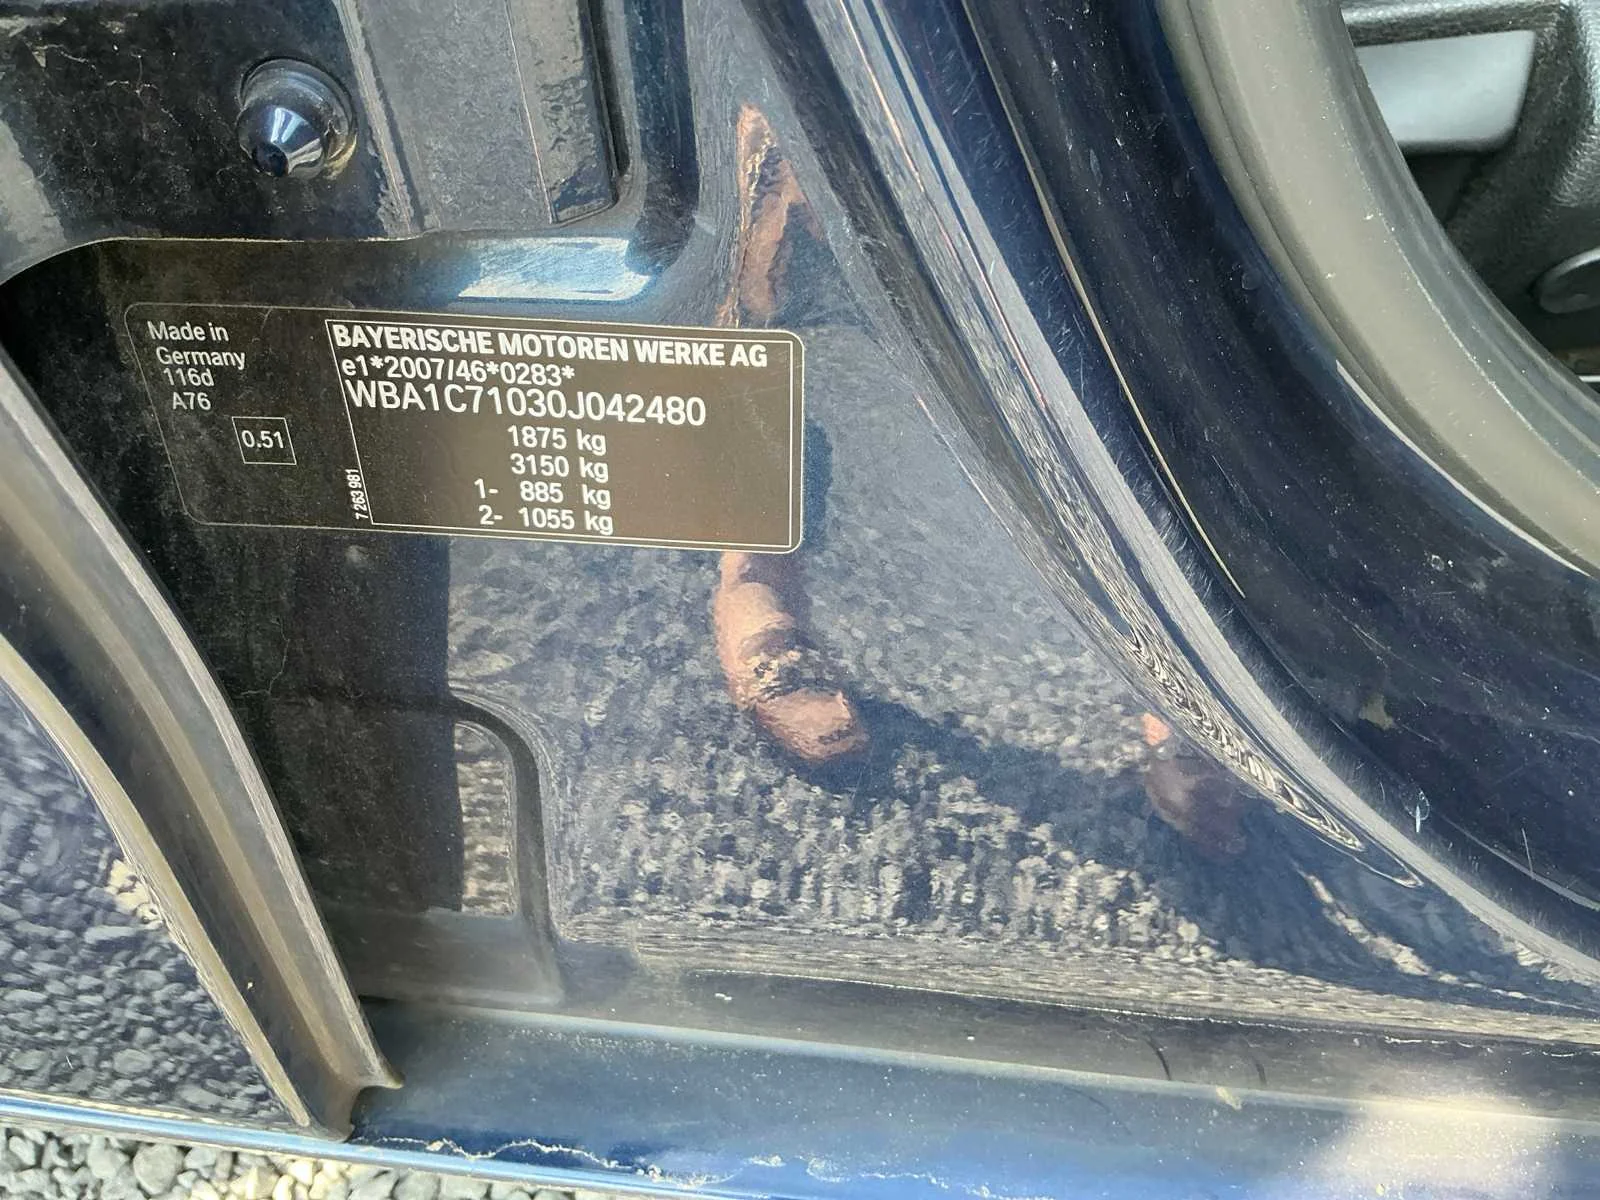 Made in
Germany
116d
A76
0.51
BAYERISCHE MOTOREN WERKE AG
e1*2007/46*0283*
WBA1C71030J042480
1875 kg
3150 kg
1- 885 kg
2- 1055 kg
7 263 981